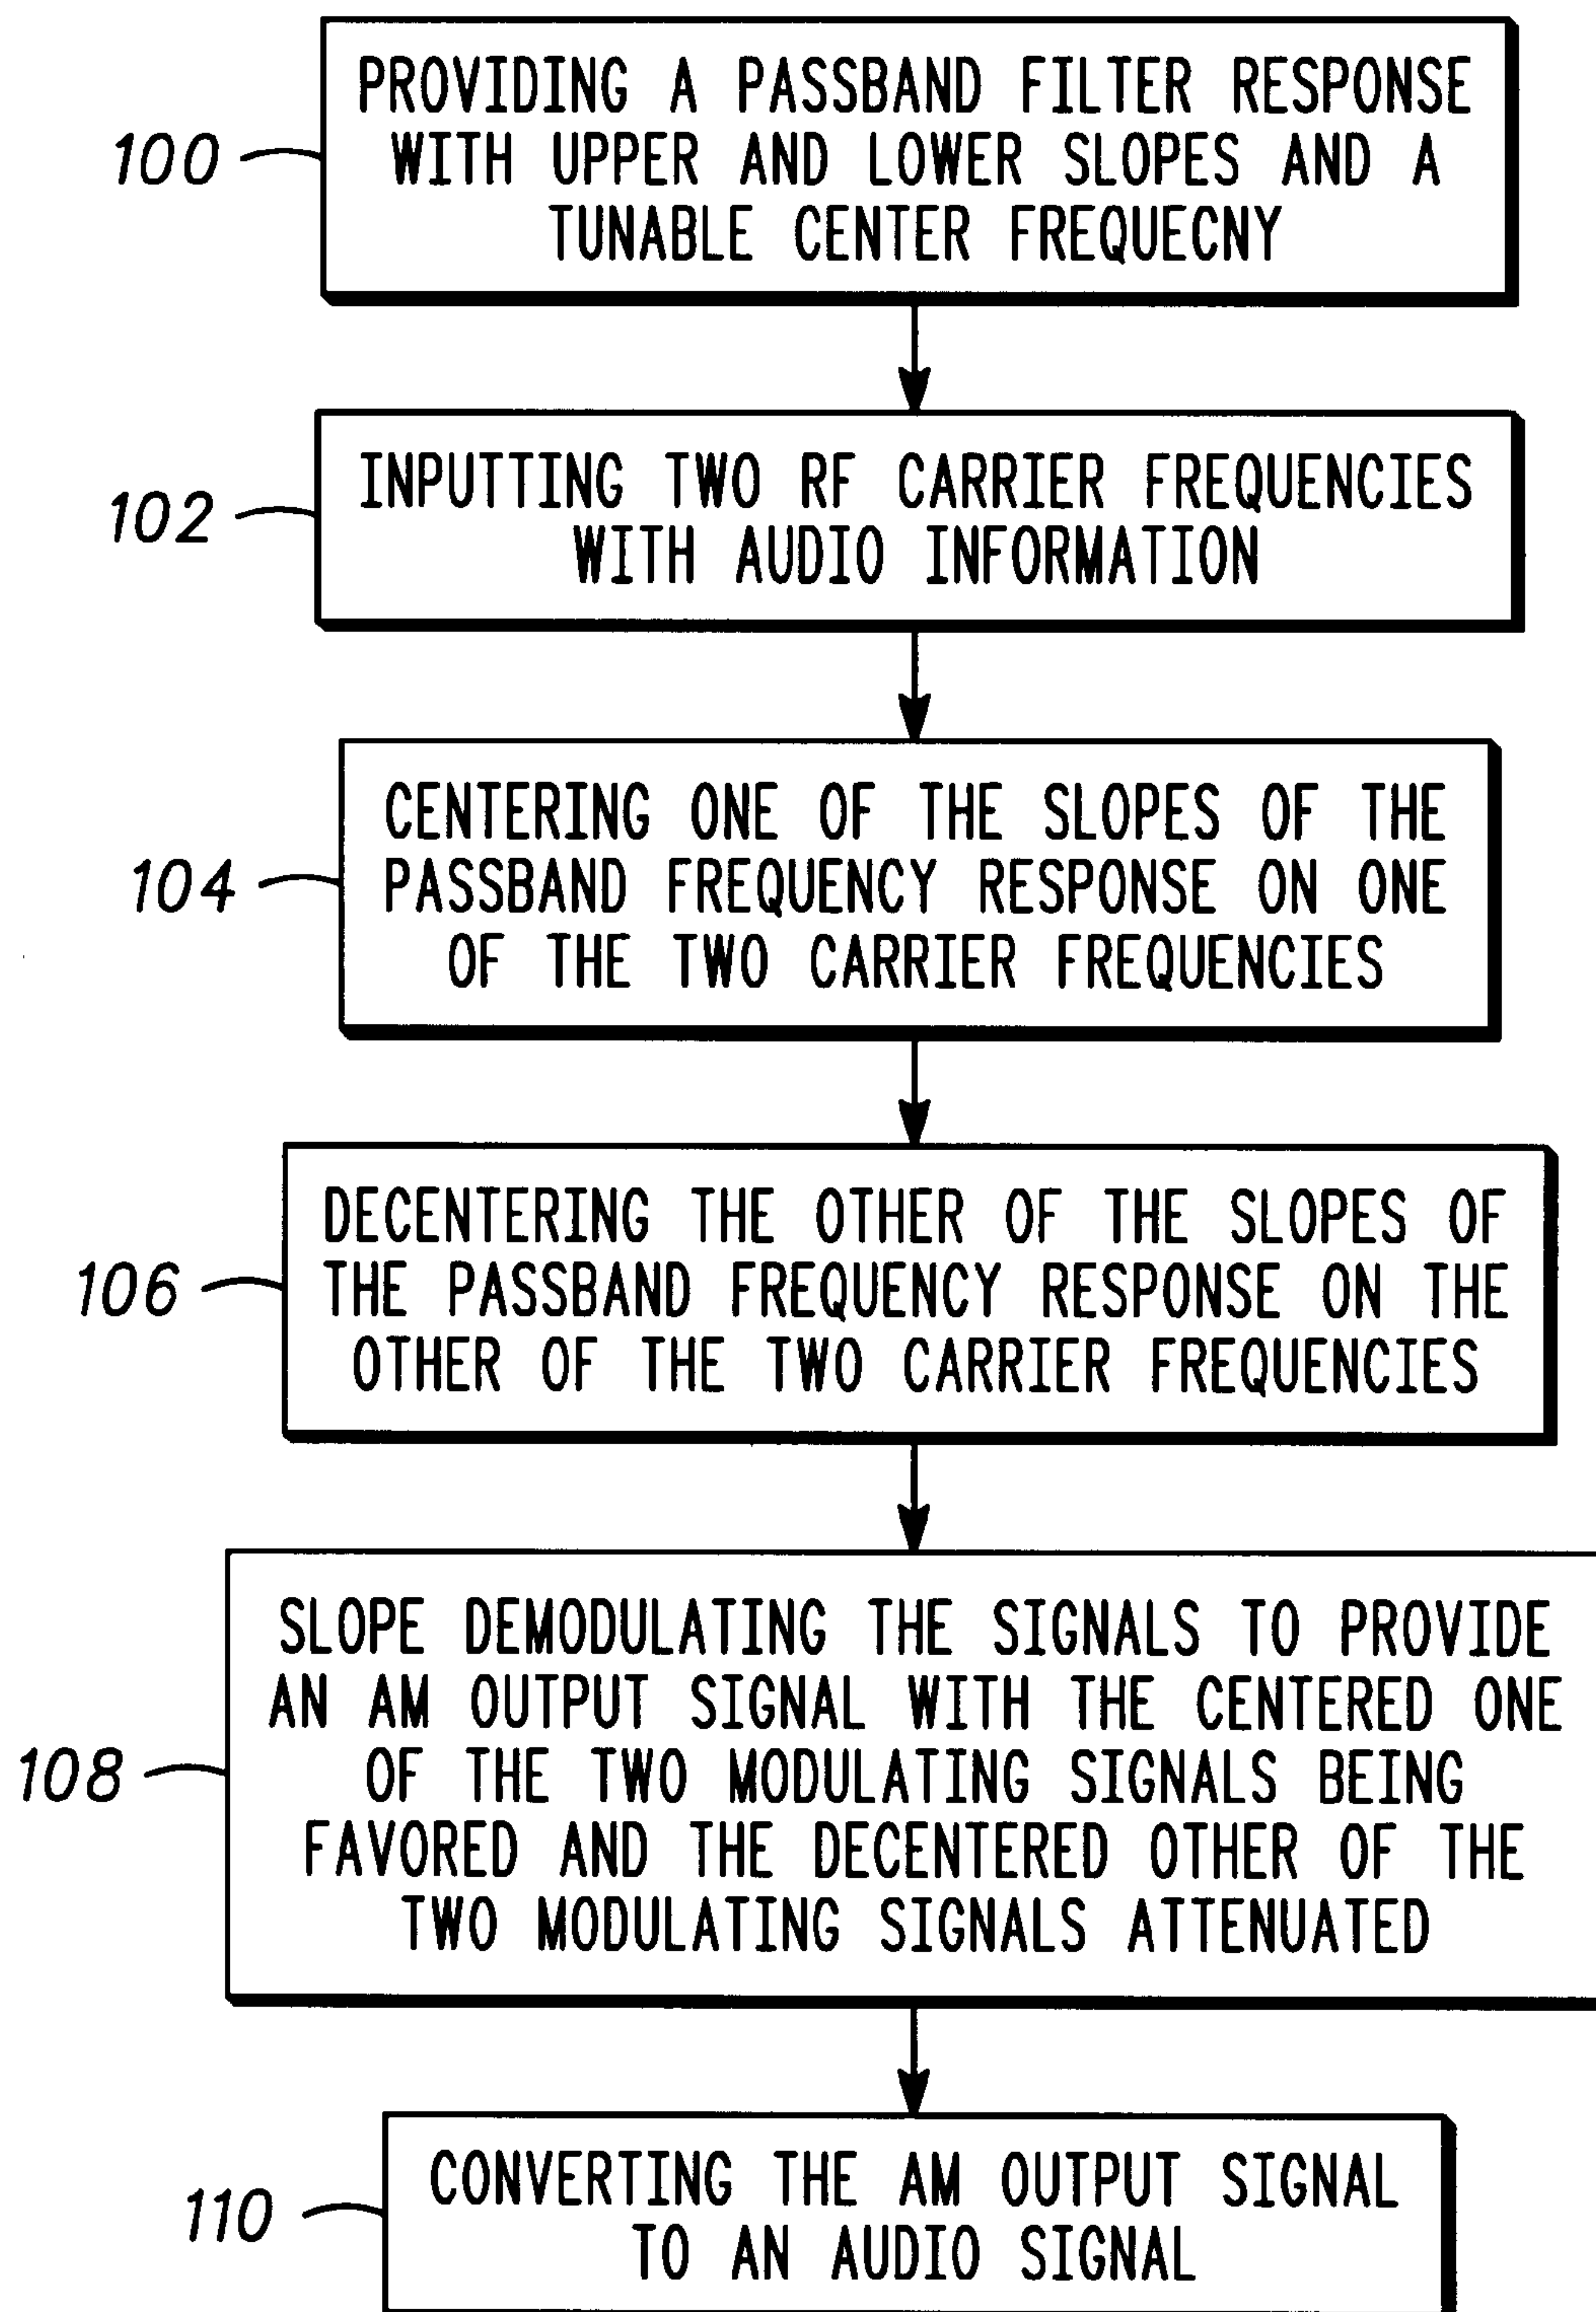 PROVIDING A PASSBAND FILTER RESPONSE
100
WITH UPPER AND LOWER SLOPES AND A
TUNABLE CENTER FREQUECNY
INPUTTING TWO RF CARRIER FREQUENCIES
102
WITH AUDIO INFORMATION
CENTERING ONE OF THE SLOPES OF THE
104
PASSBAND FREQUENCY RESPONSE ON ONE
OF THE TWO CARRIER FREQUENCIES
DECENTERING THE OTHER OF THE SLOPES OF
106
THE PASSBAND FREQUENCY RESPONSE ON THE
OTHER OF THE TWO CARRIER FREQUENCIES
SLOPE DEMODULATING THE SIGNALS TO PROVIDE
AN AM OUTPUT SIGNAL WITH THE CENTERED ONE
108
OF THE TWO MODULATING SIGNALS BEING
FAVORED AND THE DECENTERED OTHER OF THE
TWO MODULATING SIGNALS ATTENUATED
CONVERTING THE AM OUTPUT SIGNAL
110
TO AN AUDIO SIGNAL